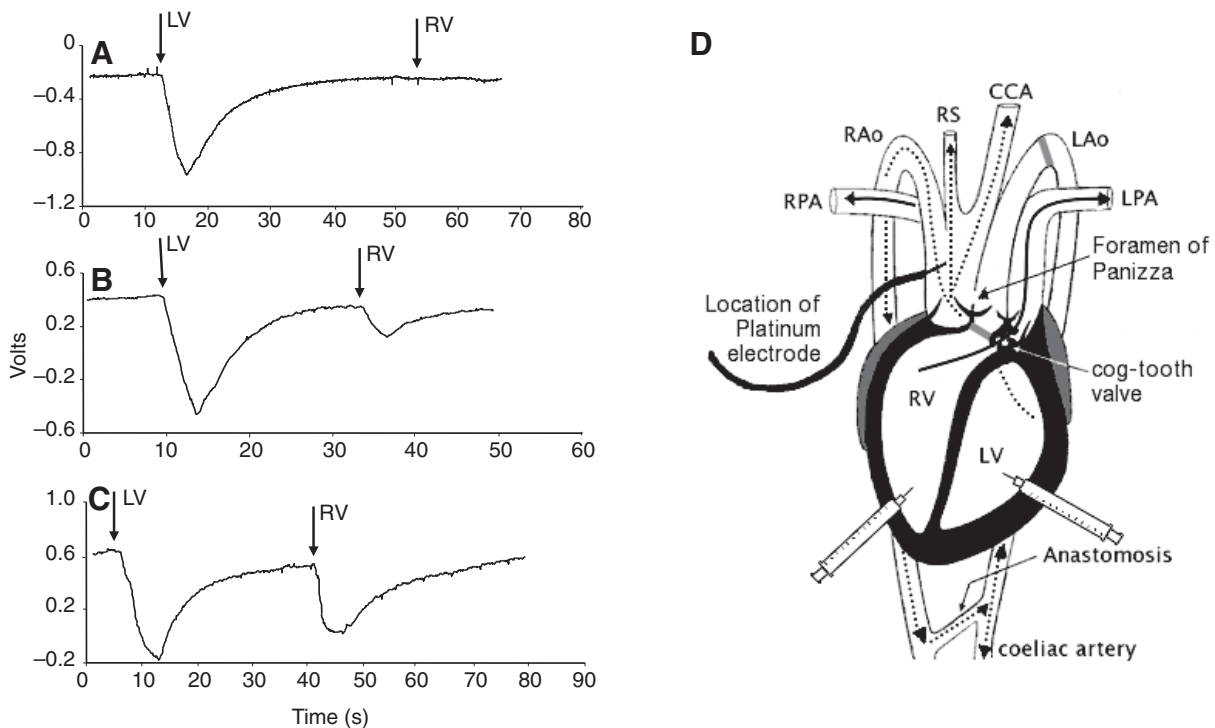 A
LV
RV
0
–0.4
–0.8
–1.2
0 10 20 30 40 50 60 70 80
B
LV
RV
0.6
0.2
–0.2
–0.6
0 10 20 30 40 50 60
Volts
C
LV
RV
1.0
0.6
0.2
–0.2
0 10 20 30 40 50 60 70 80 90
Time (s)
D
CCA
RS
RAo
LAo
RPA
LPA
Foramen of
Panizza
Location of
Platinum
electrode
cog-tooth
valve
RV
LV
Anastomosis
coeliac artery